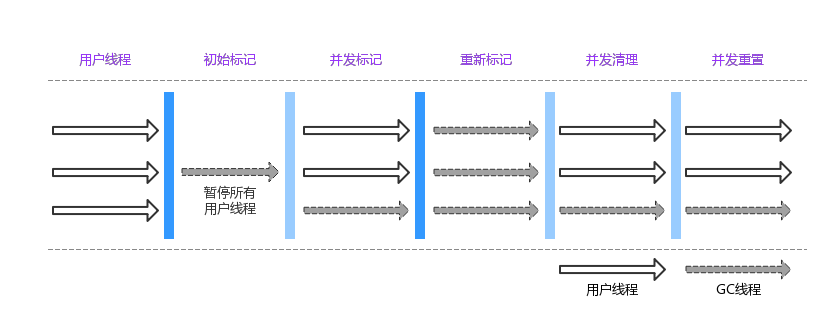 用户线程
初始标记
并发标记
重新标记
并发清理
并发重置
暂停所有
用户线程
用户线程
GC线程